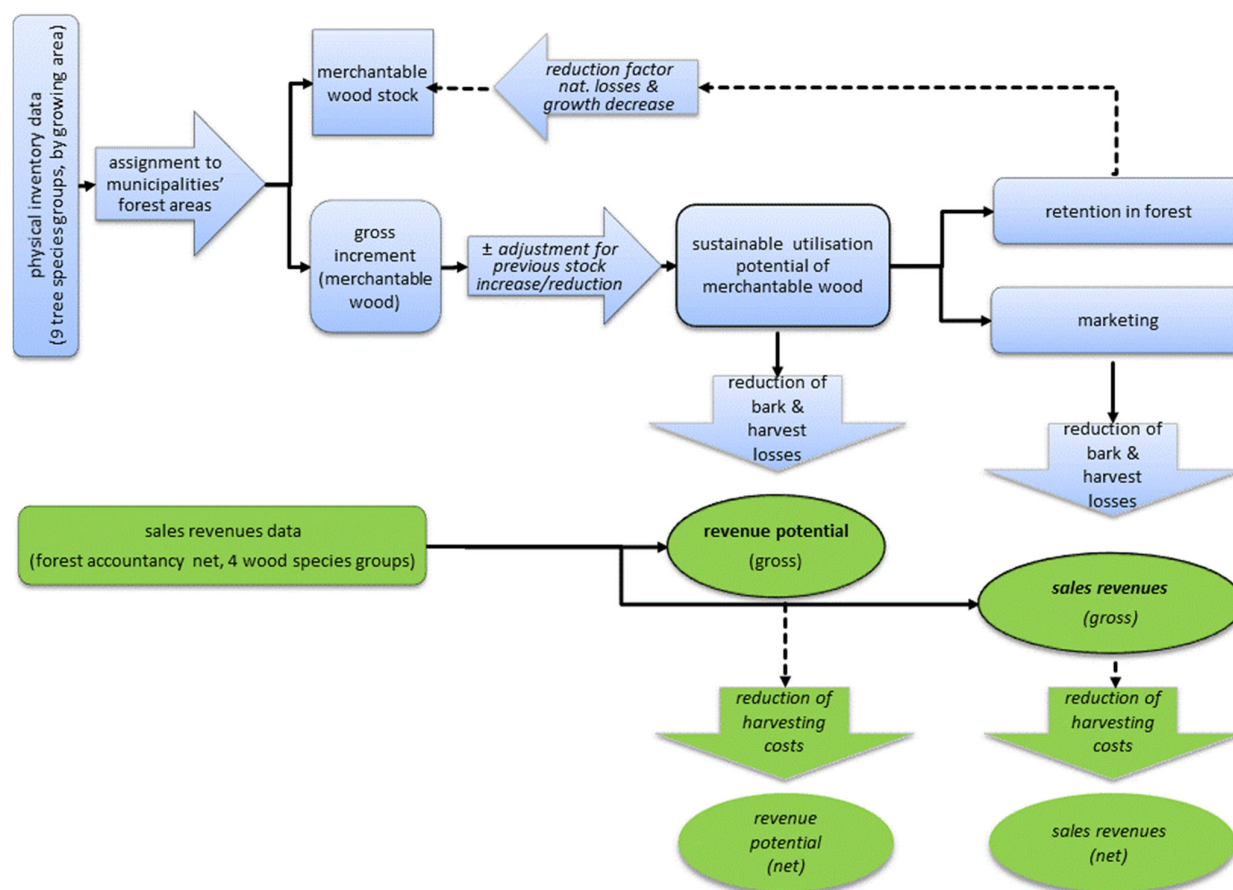 physical inventory data
(9 tree species groups, by growing area)
assignment to
municipalities'
forest areas
merchantable
wood stock
reduction factor
nat. losses &
growth decrease
gross
increment
(merchantable
wood)
± adjustment for
previous stock
increase/reduction
sustainable utilisation
potential of
merchantable wood
retention in forest
marketing
reduction of
bark &
harvest
losses
reduction of
bark &
harvest
losses
sales revenues data
(forest accountancy net, 4 wood species groups)
revenue potential
(gross)
sales revenues
(gross)
reduction of
harvesting
costs
reduction of
harvesting
costs
revenue
potential
(net)
sales revenues
(net)